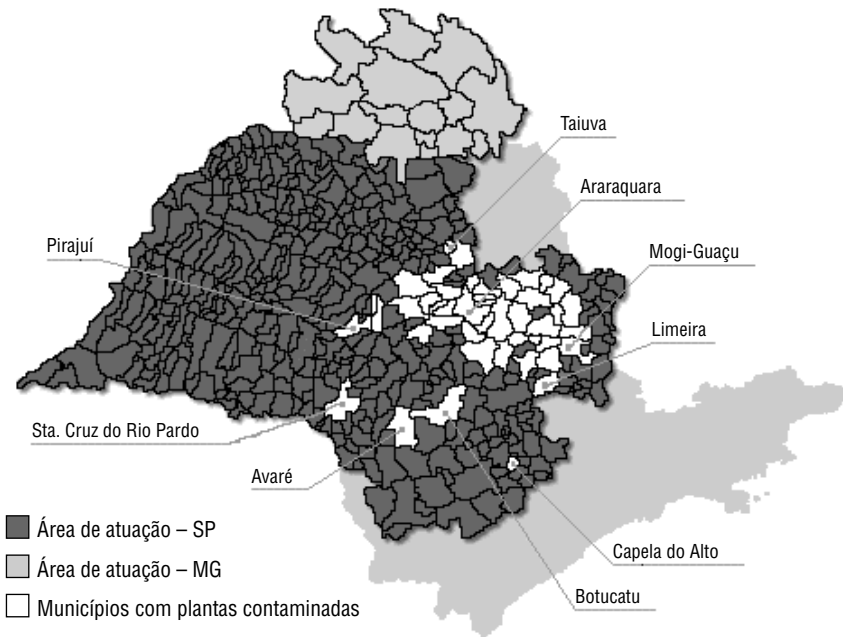 Taiuva
Araraquara
Pirajuí
Mogi-Guaçu
Limeira
Sta. Cruz do Rio Pardo
Avaré
Área de atuação – SP
Área de atuação – MG
Municípios com plantas contaminadas
Capela do Alto
Botucatu